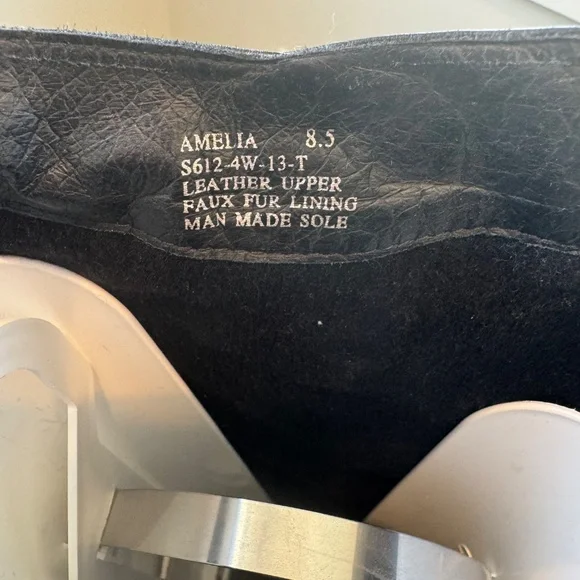 AMELIA 8.5
S612-4W-13-T
LEATHER UPPER
FAUX FUR LINING
MAN MADE SOLE